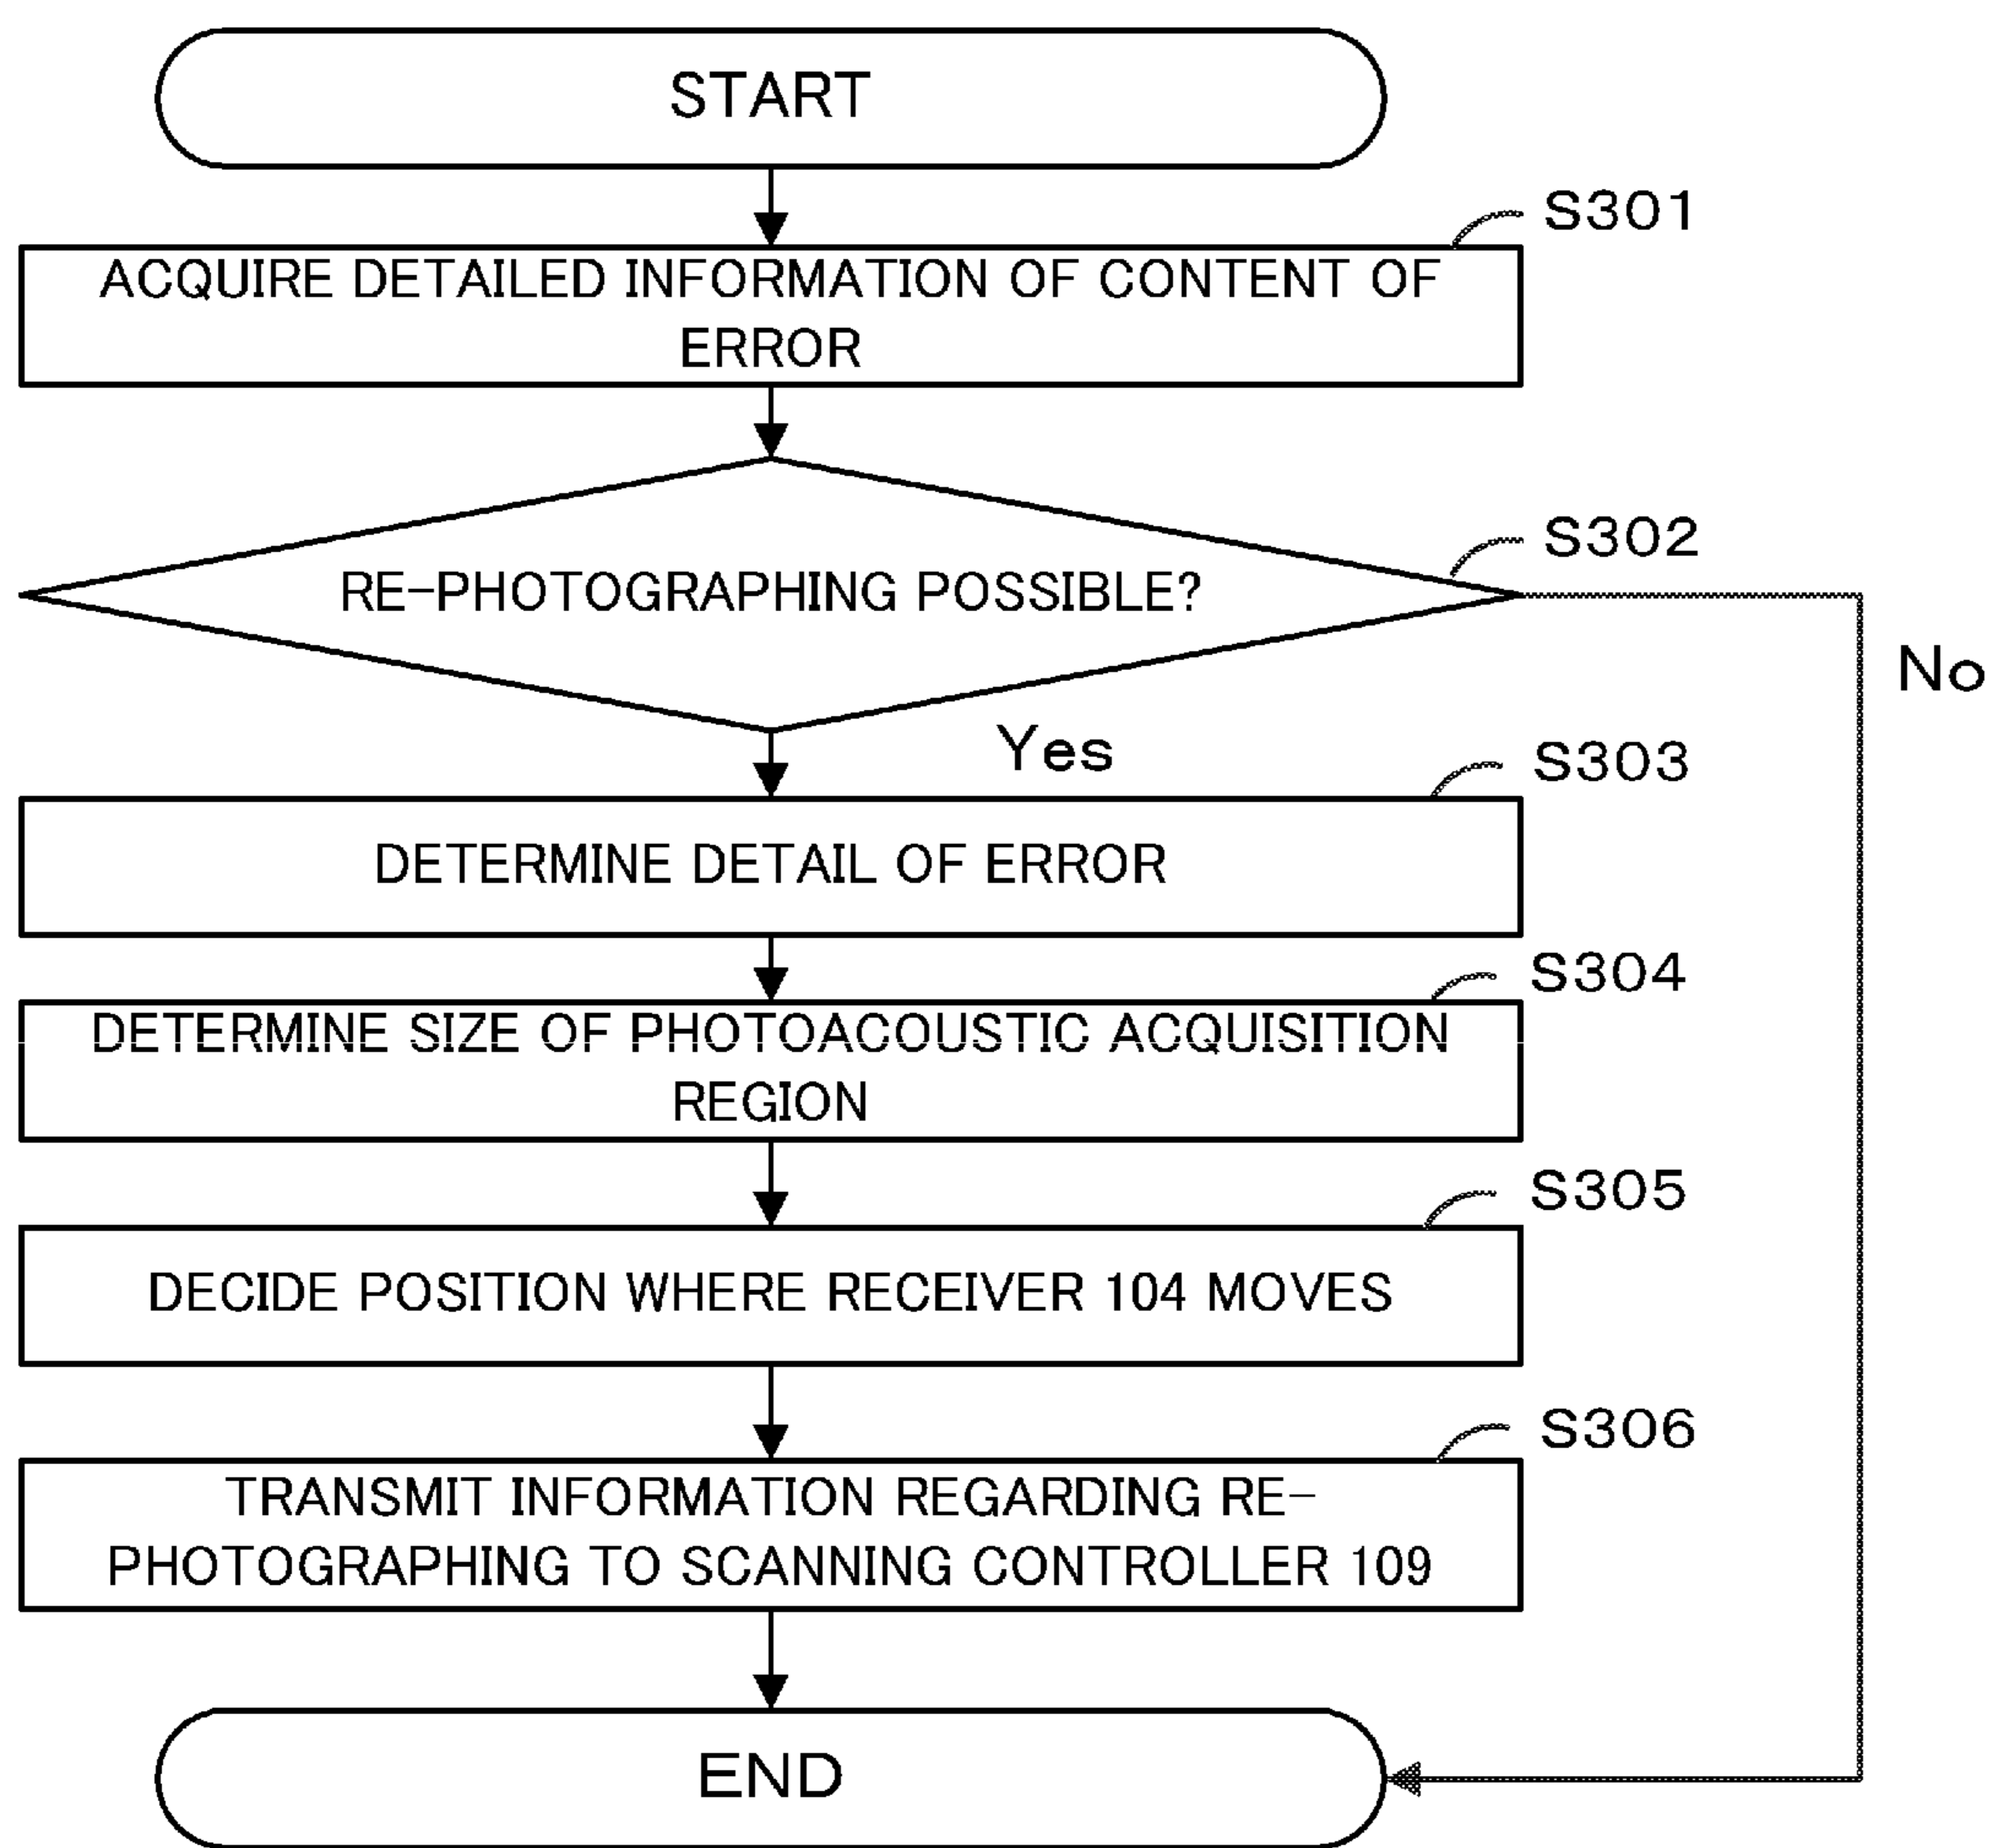 START
S301
ACQUIRE DETAILED INFORMATION OF CONTENT OF
ERROR
S302
RE-PHOTOGRAPHING POSSIBLE?
No
Yes
S303
DETERMINE DETAIL OF ERROR
S304
DETERMINE SIZE OF PHOTOACOUSTIC ACQUISITION
REGION
S305
DECIDE POSITION WHERE RECEIVER 104 MOVES
S306
TRANSMIT INFORMATION REGARDING RE-
PHOTOGRAPHING TO SCANNING CONTROLLER 109
END